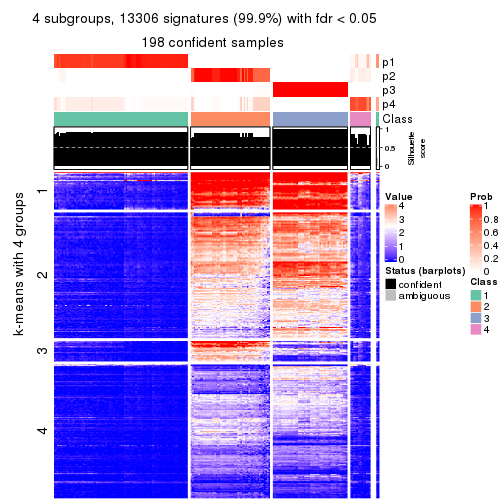 4 subgroups, 13306 signatures (99.9%) with fdr < 0.05
198 confident samples
p1
p2
p3
p4
Class
1
0.5
0
Silhouette
score
k-means with 4 groups
1
2
3
4
Value
4
3
2
1
0
Status (barplots)
confident
ambiguous
Prob
1
0.8
0.6
0.4
0.2
0
Class
1
2
3
4